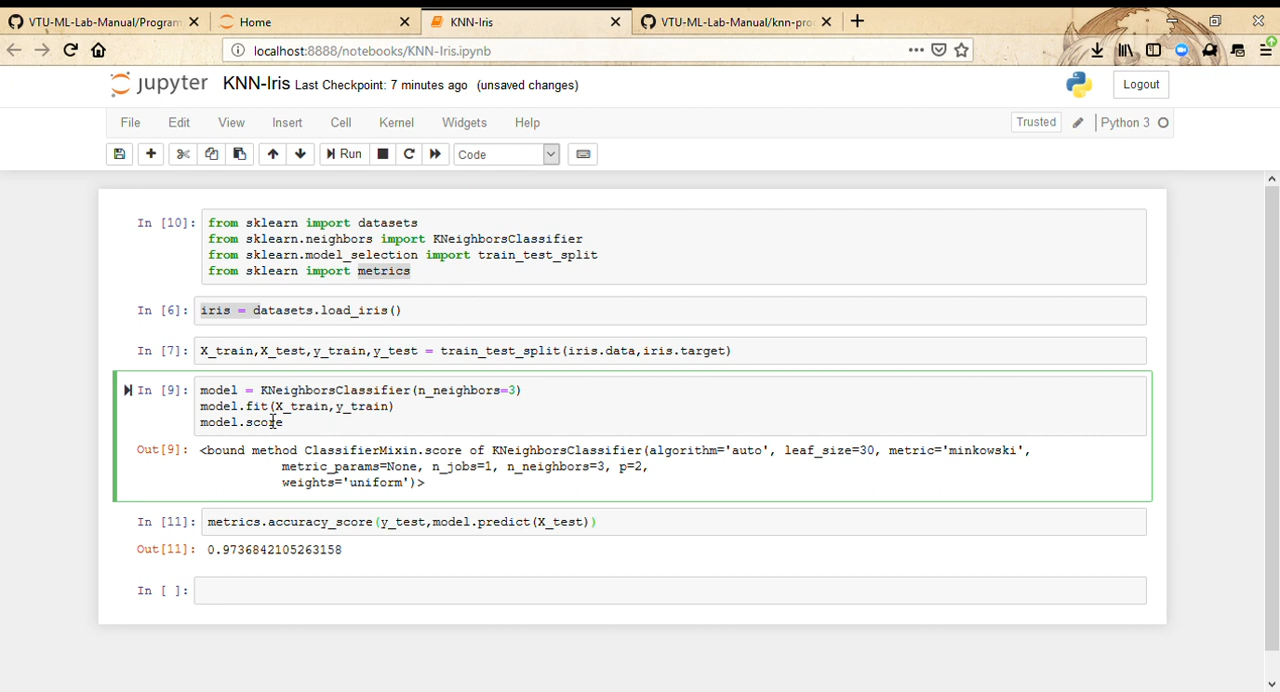 VTU-ML-Lab-Manual/Program
Home
KNN-Iris
VTU-ML-Lab-Manual/knn-pro
localhost:8888/notebooks/KNN-Iris.ipynb
jupyter KNN-Iris Last Checkpoint: 7 minutes ago (unsaved changes)
Logout
File Edit View Insert Cell Kernel Widgets Help
Trusted Python 3
Run Code
In [10]: from sklearn import datasets
from sklearn.neighbors import KNeighborsClassifier
from sklearn.model_selection import train_test_split
from sklearn import metrics
In [6]: iris = datasets.load_iris()
In [7]: X_train,X_test,y_train,y_test = train_test_split(iris.data,iris.target)
In [9]: model = KNeighborsClassifier(n_neighbors=3)
model.fit(X_train,y_train)
model.score
Out[9]: <bound method ClassifierMixin.score of KNeighborsClassifier(algorithm='auto', leaf_size=30, metric='minkowski',
metric_params=None, n_jobs=1, n_neighbors=3, p=2,
weights='uniform')>
In [11]: metrics.accuracy_score(y_test,model.predict(X_test))
Out[11]: 0.9736842105263158
In [ ]: